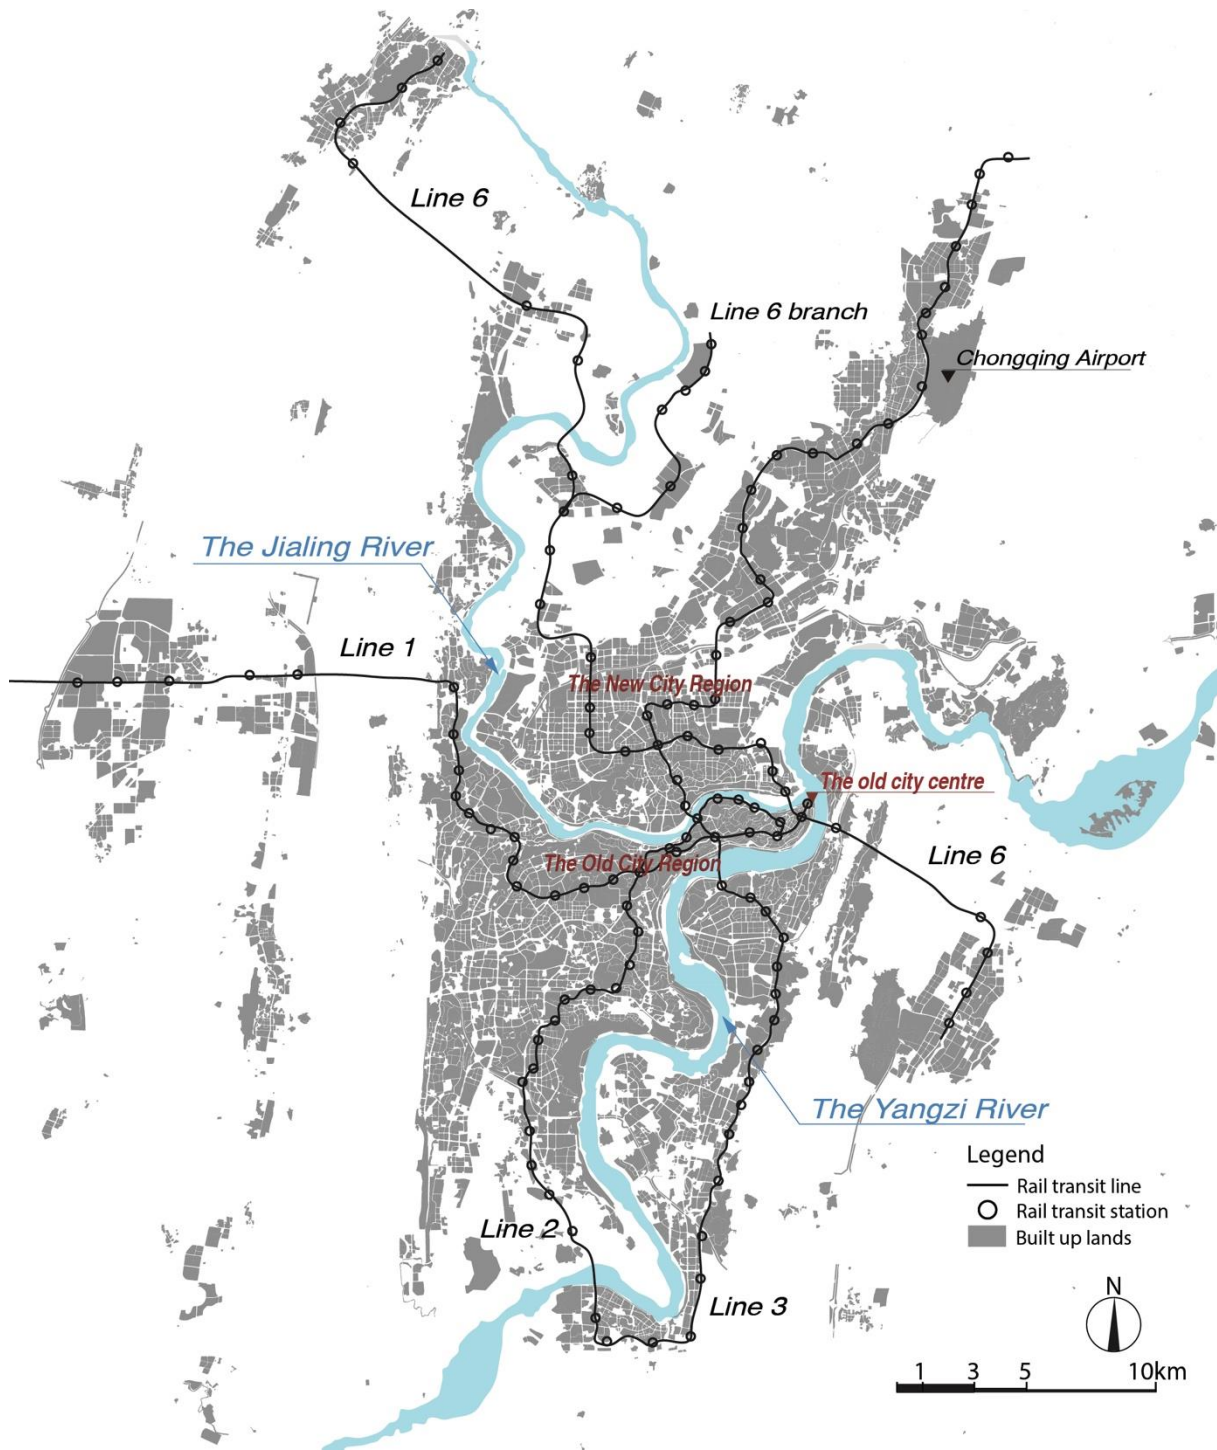 Line 6
Line 6 branch
Chongqing Airport
The Jialing River
Line 1
The New City Region
The old city centre
The Old City Region
Line 6
The Yangzi River
Legend
Rail transit line
Rail transit station
Built up lands
Line 2
Line 3
N
1 3 5 10km